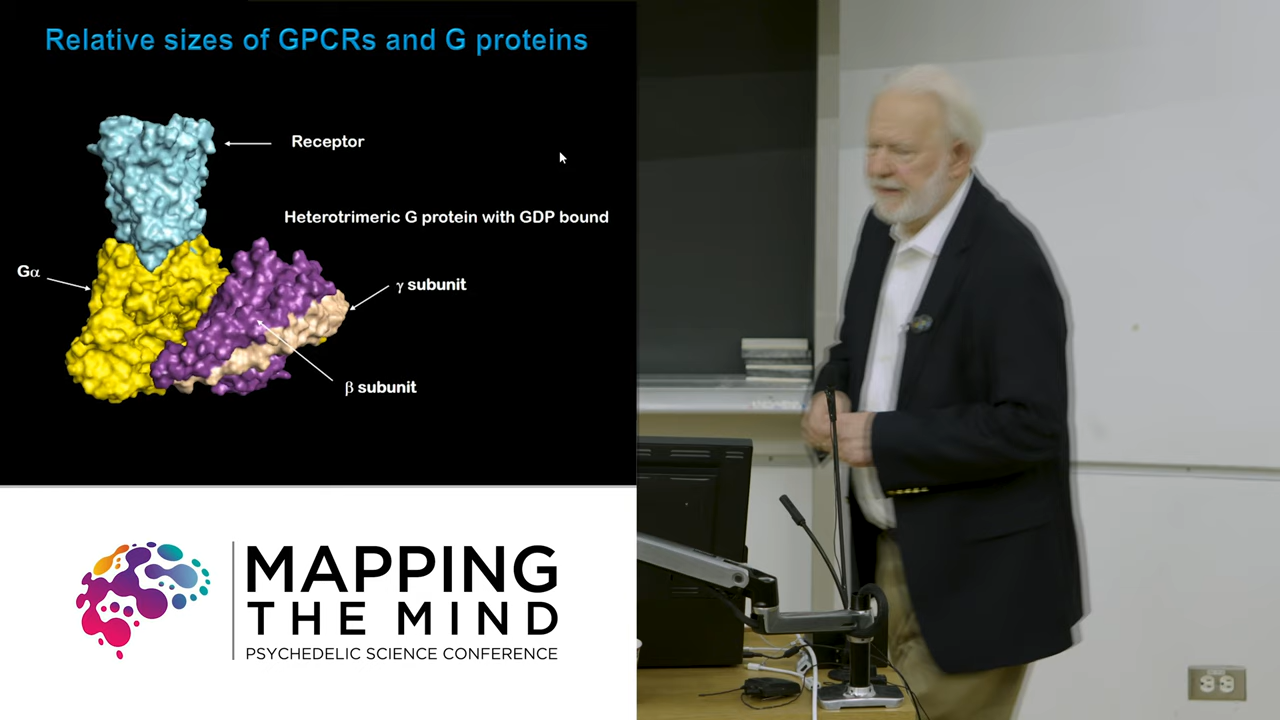 Relative sizes of GPCRs and G proteins
Receptor
Heterotrimeric G protein with GDP bound
Gα
γ subunit
β subunit
MAPPING
THE MIND
PSYCHEDELIC SCIENCE CONFERENCE